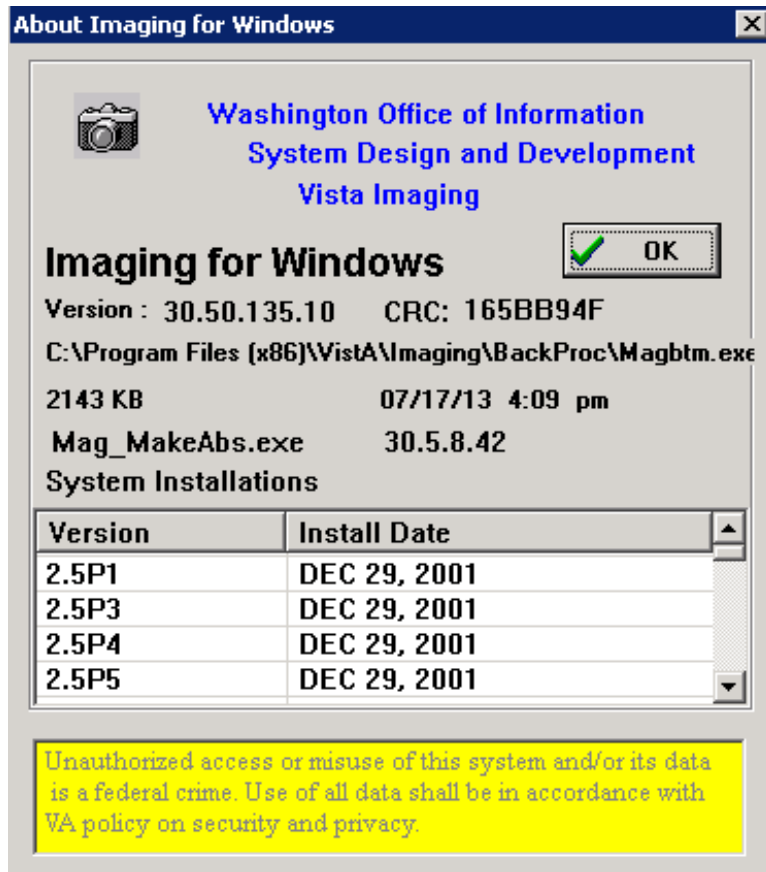 About Imaging for Windows
Washington Office of Information
System Design and Development
Vista Imaging
OK
Imaging for Windows
Version : 30.50.135.10 CRC: 165BB94F
C:\Program Files (x86)\VistA\Imaging\BackProc\Magbtm.exe
2143 KB 07/17/13 4:09 pm
Mag_MakeAbs.exe 30.5.8.42
System Installations
Version Install Date
2.5P1 DEC 29, 2001
2.5P3 DEC 29, 2001
2.5P4 DEC 29, 2001
2.5P5 DEC 29, 2001
Unauthorized access or misuse of this system and/or its data
is a federal crime. Use of all data shall be in accordance with
VA policy on security and privacy.